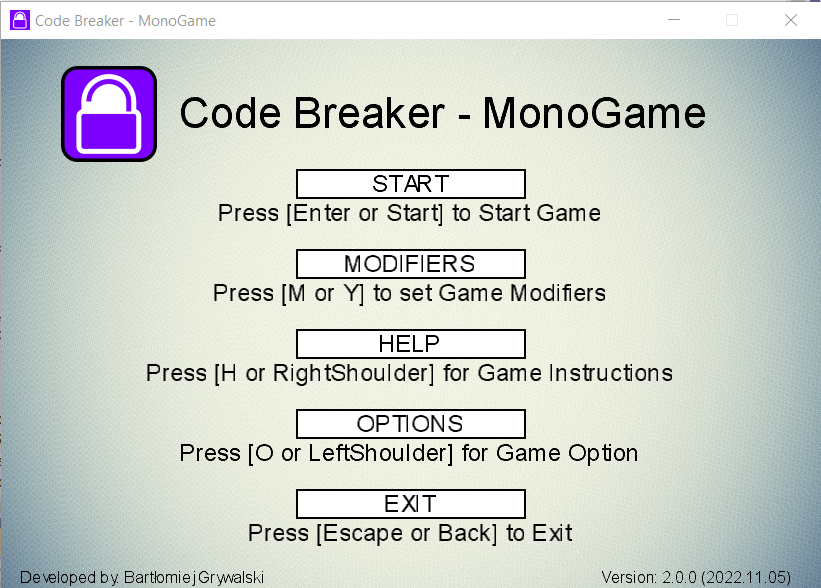 Code Breaker - MonoGame
Code Breaker - MonoGame
START
Press [Enter or Start] to Start Game
MODIFIERS
Press [M or Y] to set Game Modifiers
HELP
Press [H or RightShoulder] for Game Instructions
OPTIONS
Press [O or LeftShoulder] for Game Option
EXIT
Press [Escape or Back] to Exit
Developed by: Bartłomiej Grywalski
Version: 2.0.0 (2022.11.05)